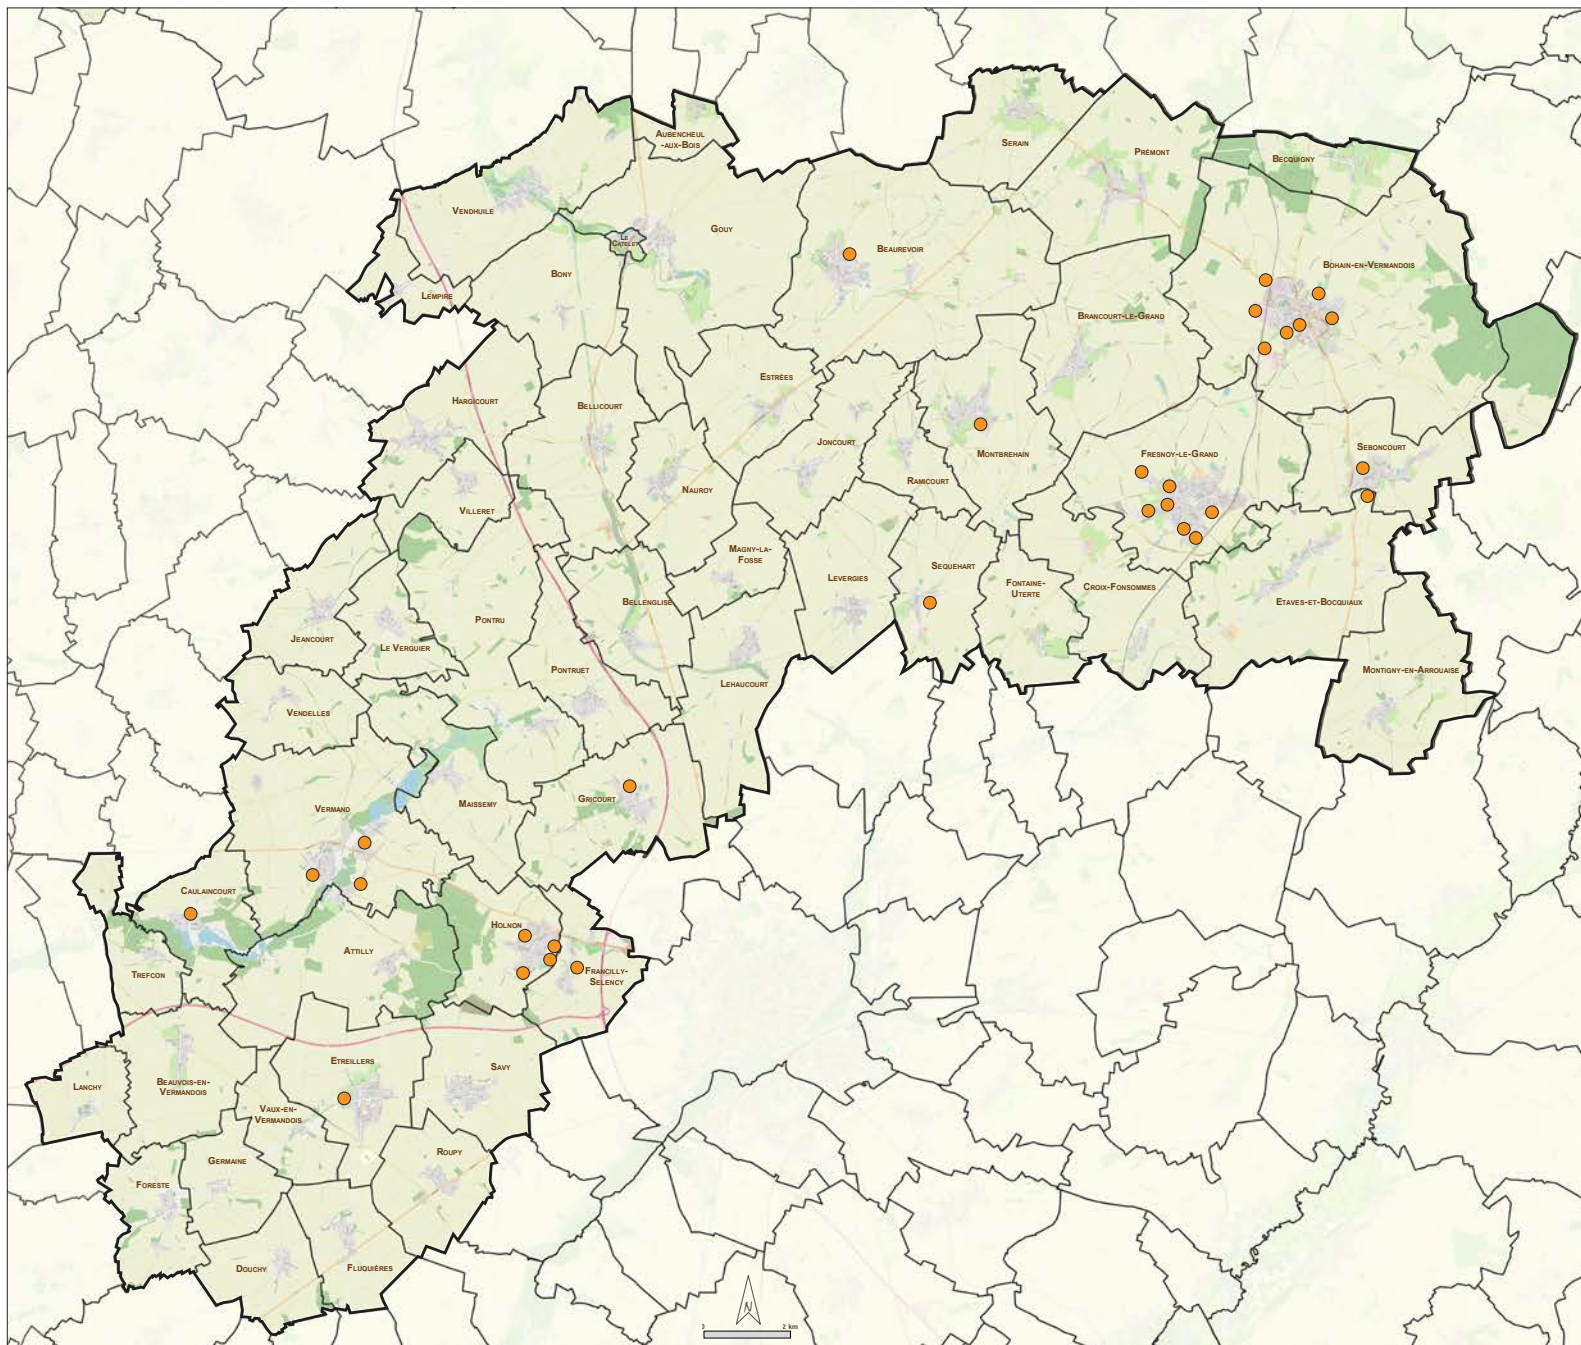 Aubencheul
-aux-Bois
Serain
Prémont
Becquigny
Vendhuile
Gouy
Le
Catelet
Beaurevoir
Bohain-en-Vermandois
Bony
Lempire
Brancourt-le-Grand
Estrées
Hargicourt
Bellicourt
Joncourt
Montbrehain
Fresnoy-le-Grand
Seboncourt
Ramicourt
Nauroy
Villeret
Magny-la-
Fosse
Levergies
Sequehart
Fontaine-
Uterte
Croix-Fonsommes
Etaves-et-Bocquiaux
Bellenglise
Pontru
Jeancourt
Le Verguier
Pontruet
Lehaucourt
Montigny-en-Arrouaise
Vendelles
Vermand
Maissemy
Gricourt
Caulaincourt
Holnon
Attilly
Trefcon
Francilly-
Selency
Etreillers
Savy
Lanchy
Beauvois-en-
Vermandois
Vaux-en-
Vermandois
Roupy
Germaine
Foreste
Douchy
Fluquières
N
2 km